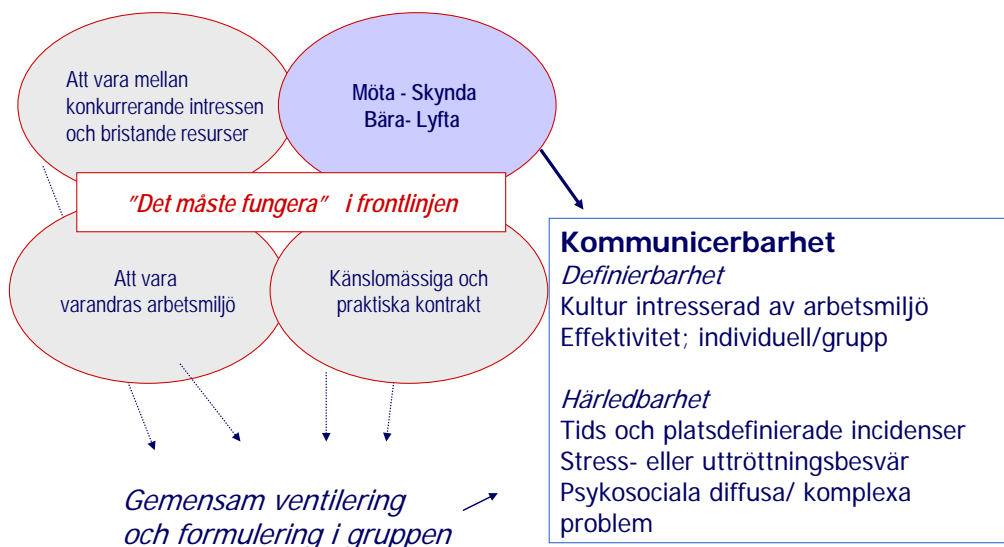 Att vara mellan
konkurrerande intressen
och bristande resurser
Möta - Skynda
Bära- Lyfta
”Det måste fungera” i frontlinjen
Att vara
varandras arbetsmiljö
Känslomässiga och
praktiska kontrakt
Kommunicerbarhet
Definierbarhet
Kultur intresserad av arbetsmiljö
Effektivitet; individuell/grupp
Härledbarhet
Tids och platsdefinierade incidenser
Stress- eller uttröttningsbesvär
Psykosociala diffusa/ komplexa
problem
Gemensam ventilering
och formulering i gruppen